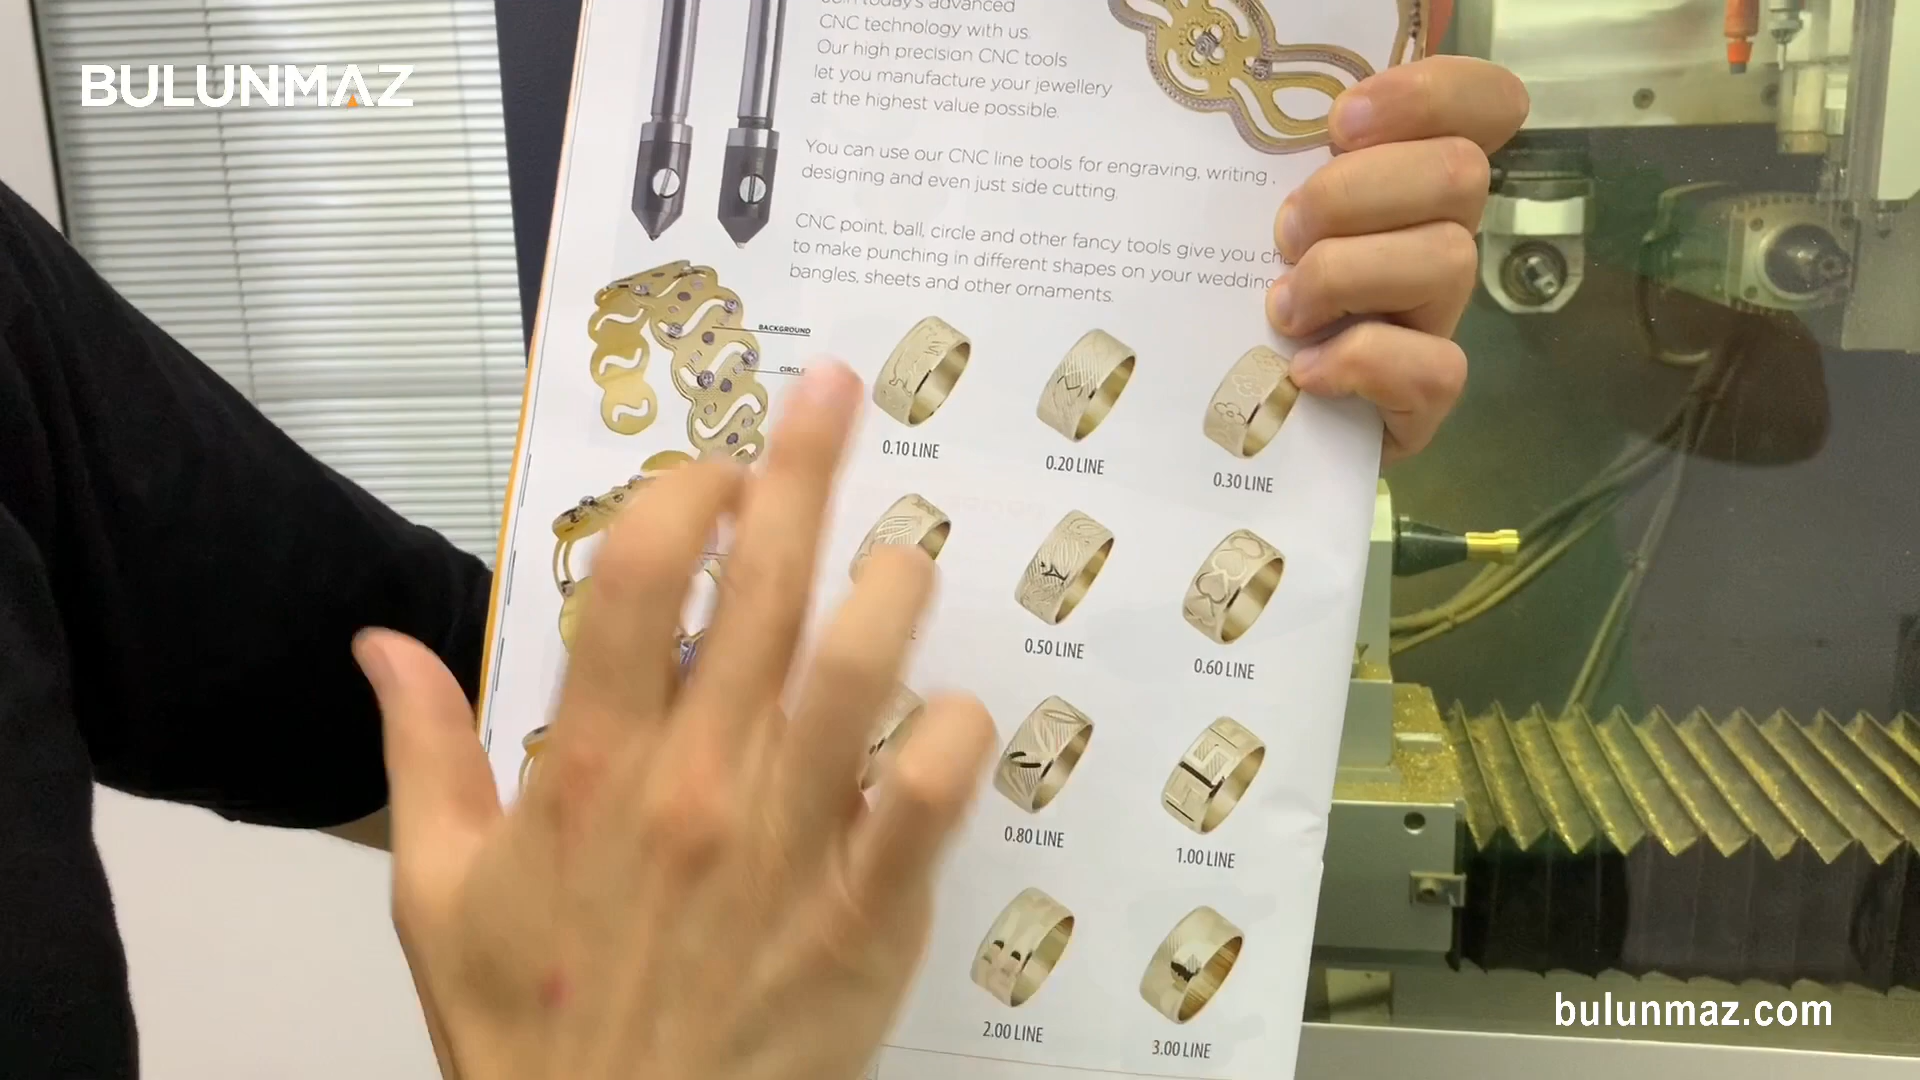 BULUNMAZ
CNC technology with us.
Our high precision CNC tools
let you manufacture your jewellery
at the highest value possible.
You can use our CNC line tools for engraving, writing ,
designing and even just side cutting.
CNC point, ball, circle and other fancy tools give you
to make punching in different shapes on your wedding
bangles, sheets and other ornaments.
BACKGROUND
0.10 LINE
0.20 LINE
0.30 LINE
0.50 LINE
0.60 LINE
0.80 LINE
1.00 LINE
2.00 LINE
3.00 LINE
bulunmaz.com